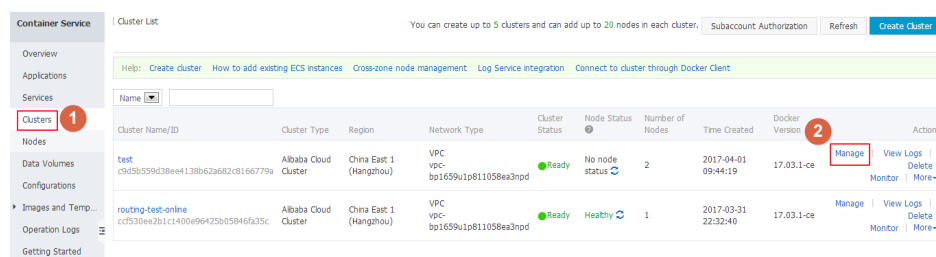 Container Service
Cluster List
You can create up to 5 clusters and can add up to 20 nodes in each cluster.
Subaccount Authorization
Refresh
Create Cluster
Overview
Applications
Services
Clusters
1
Nodes
Data Volumes
Configurations
Images and Temp...
Operation Logs
Getting Started
Help: Create cluster How to add existing ECS instances Cross-zone node management Log Service integration Connect to cluster through Docker Client
Name
Cluster Name/ID
Cluster Type
Region
Network Type
Cluster Status
Node Status
Number of Nodes
Time Created
Docker Version
2
Action
test
c9d5b559d38ee4138b62a682c8166779a
Alibaba Cloud Cluster
China East 1 (Hangzhou)
VPC
vpc-
bp1659u1p811058ea3npd
Ready
No node status
2
2017-04-01 09:44:19
17.03.1-ce
Manage | View Logs |
Delete
Monitor | More
routing-test-online
ccf530ee2b1c1400e96425b05846fa35c
Alibaba Cloud Cluster
China East 1 (Hangzhou)
VPC
vpc-
bp1659u1p811058ea3npd
Ready
Healthy
1
2017-03-31 22:32:40
17.03.1-ce
Manage | View Logs |
Delete
Monitor | More